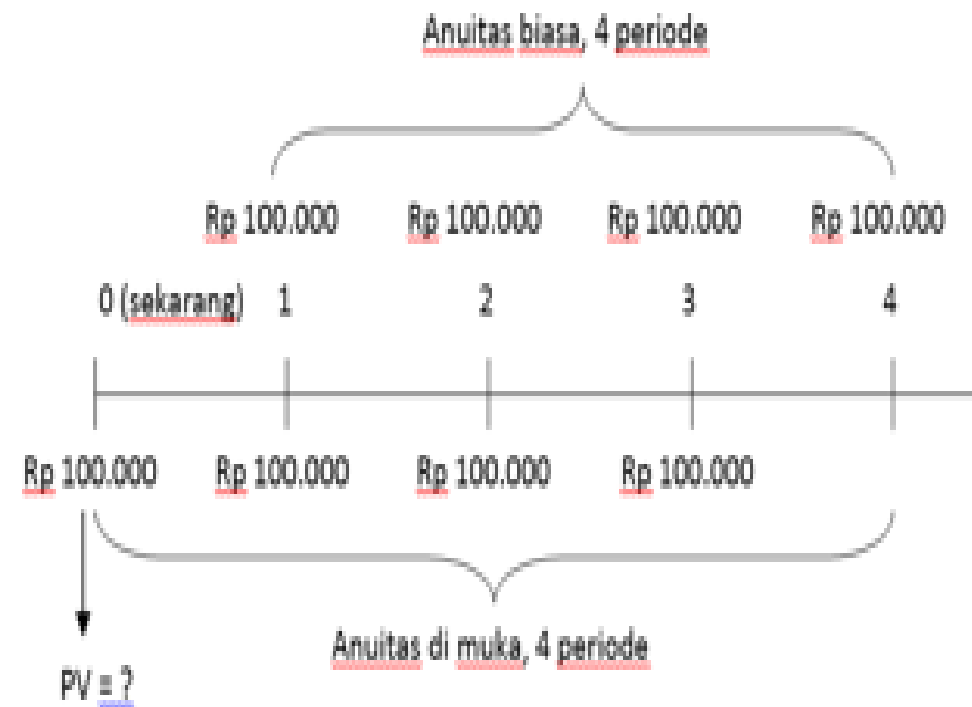 Anuitas biasa, 4 periode
Rp 100.000 Rp 100.000 Rp 100.000 Rp 100.000
0 (sekarang) 1 2 3 4
Rp 100.000 Rp 100.000 Rp 100.000 Rp 100.000
Anuitas di muka, 4 periode
PV = ?